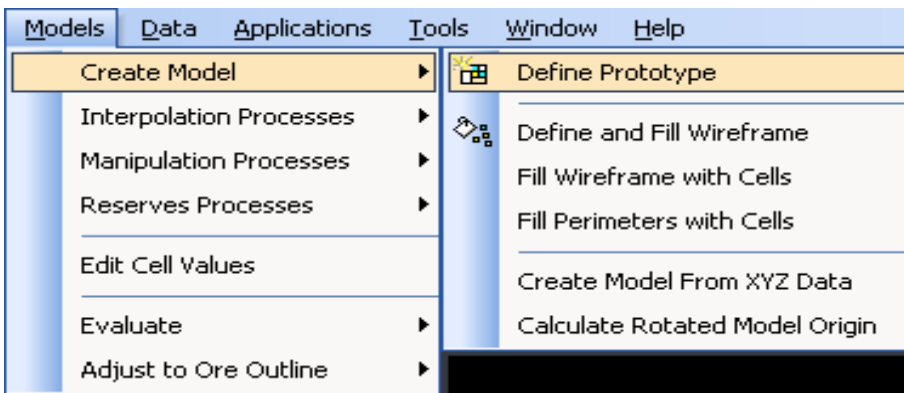 Models Data Applications Tools Window Help
Create Model
Interpolation Processes
Manipulation Processes
Reserves Processes
Edit Cell Values
Evaluate
Adjust to Ore Outline
Define Prototype
Define and Fill Wireframe
Fill Wireframe with Cells
Fill Perimeters with Cells
Create Model From XYZ Data
Calculate Rotated Model Origin